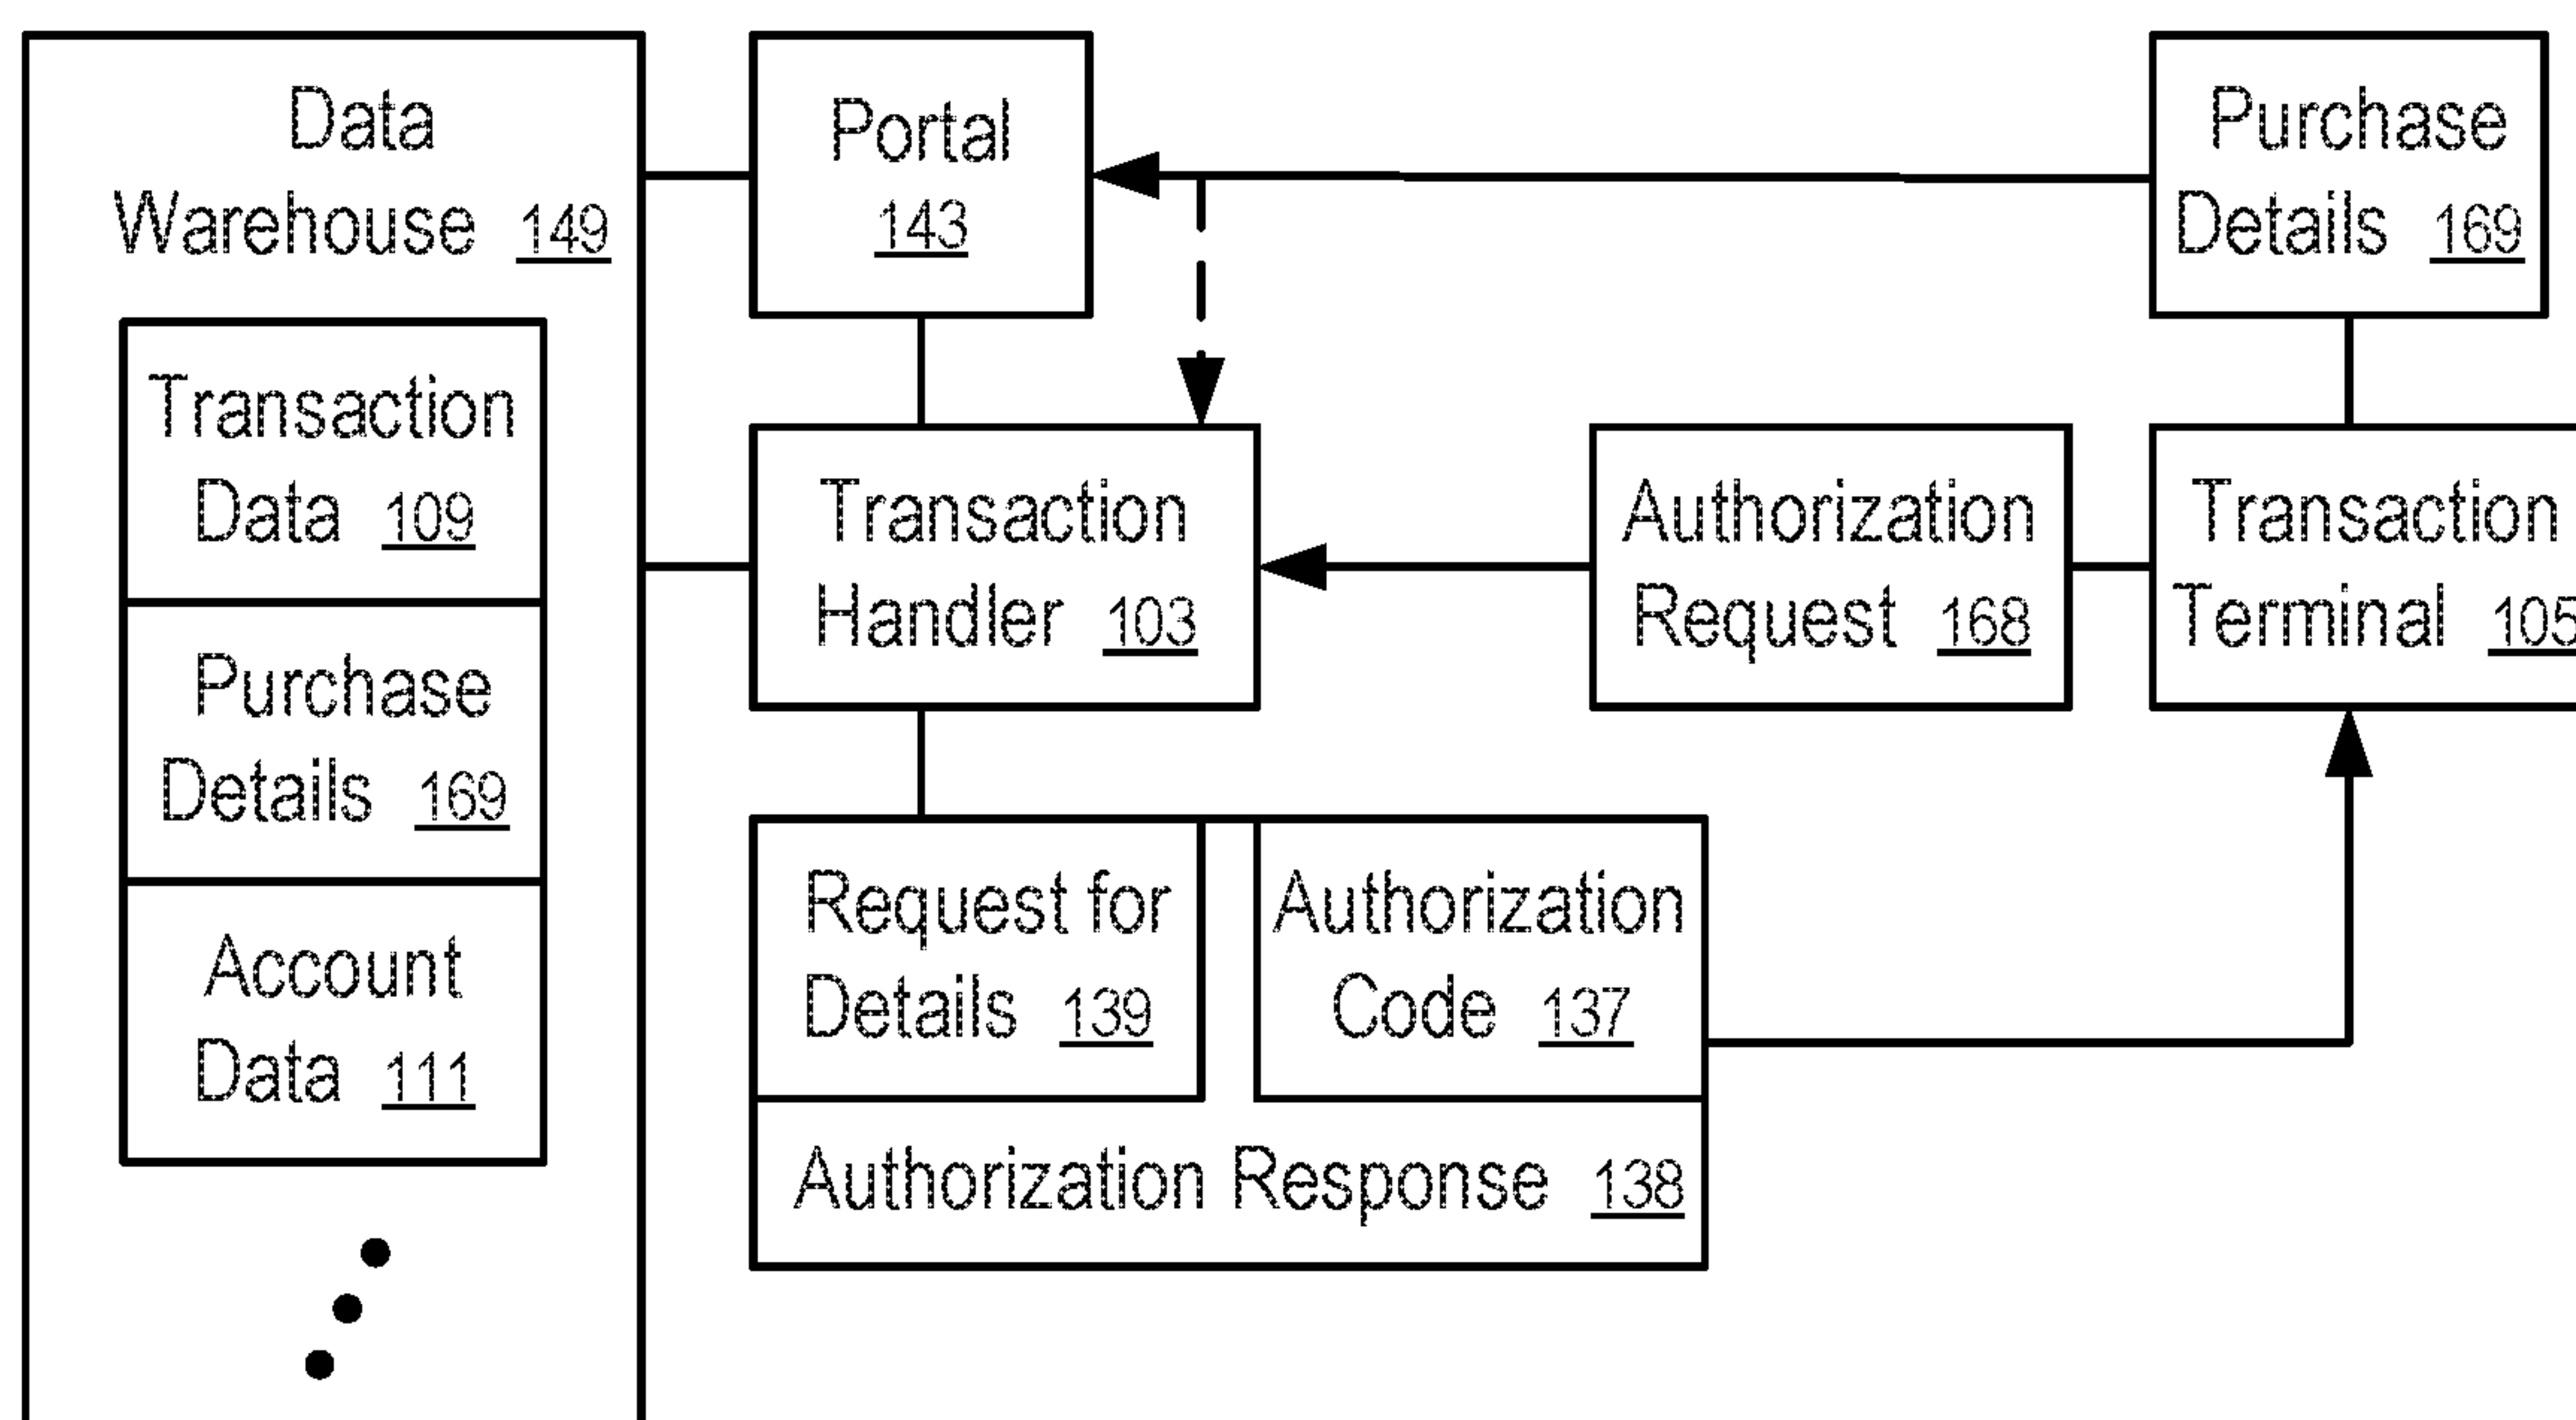 Data
Warehouse 149
Transaction
Data 109
Purchase
Details 169
Account
Data 111
Portal
143
Purchase
Details 169
Transaction
Handler 103
Authorization
Request 168
Transaction
Terminal 105
Request for
Details 139
Authorization
Code 137
Authorization Response 138